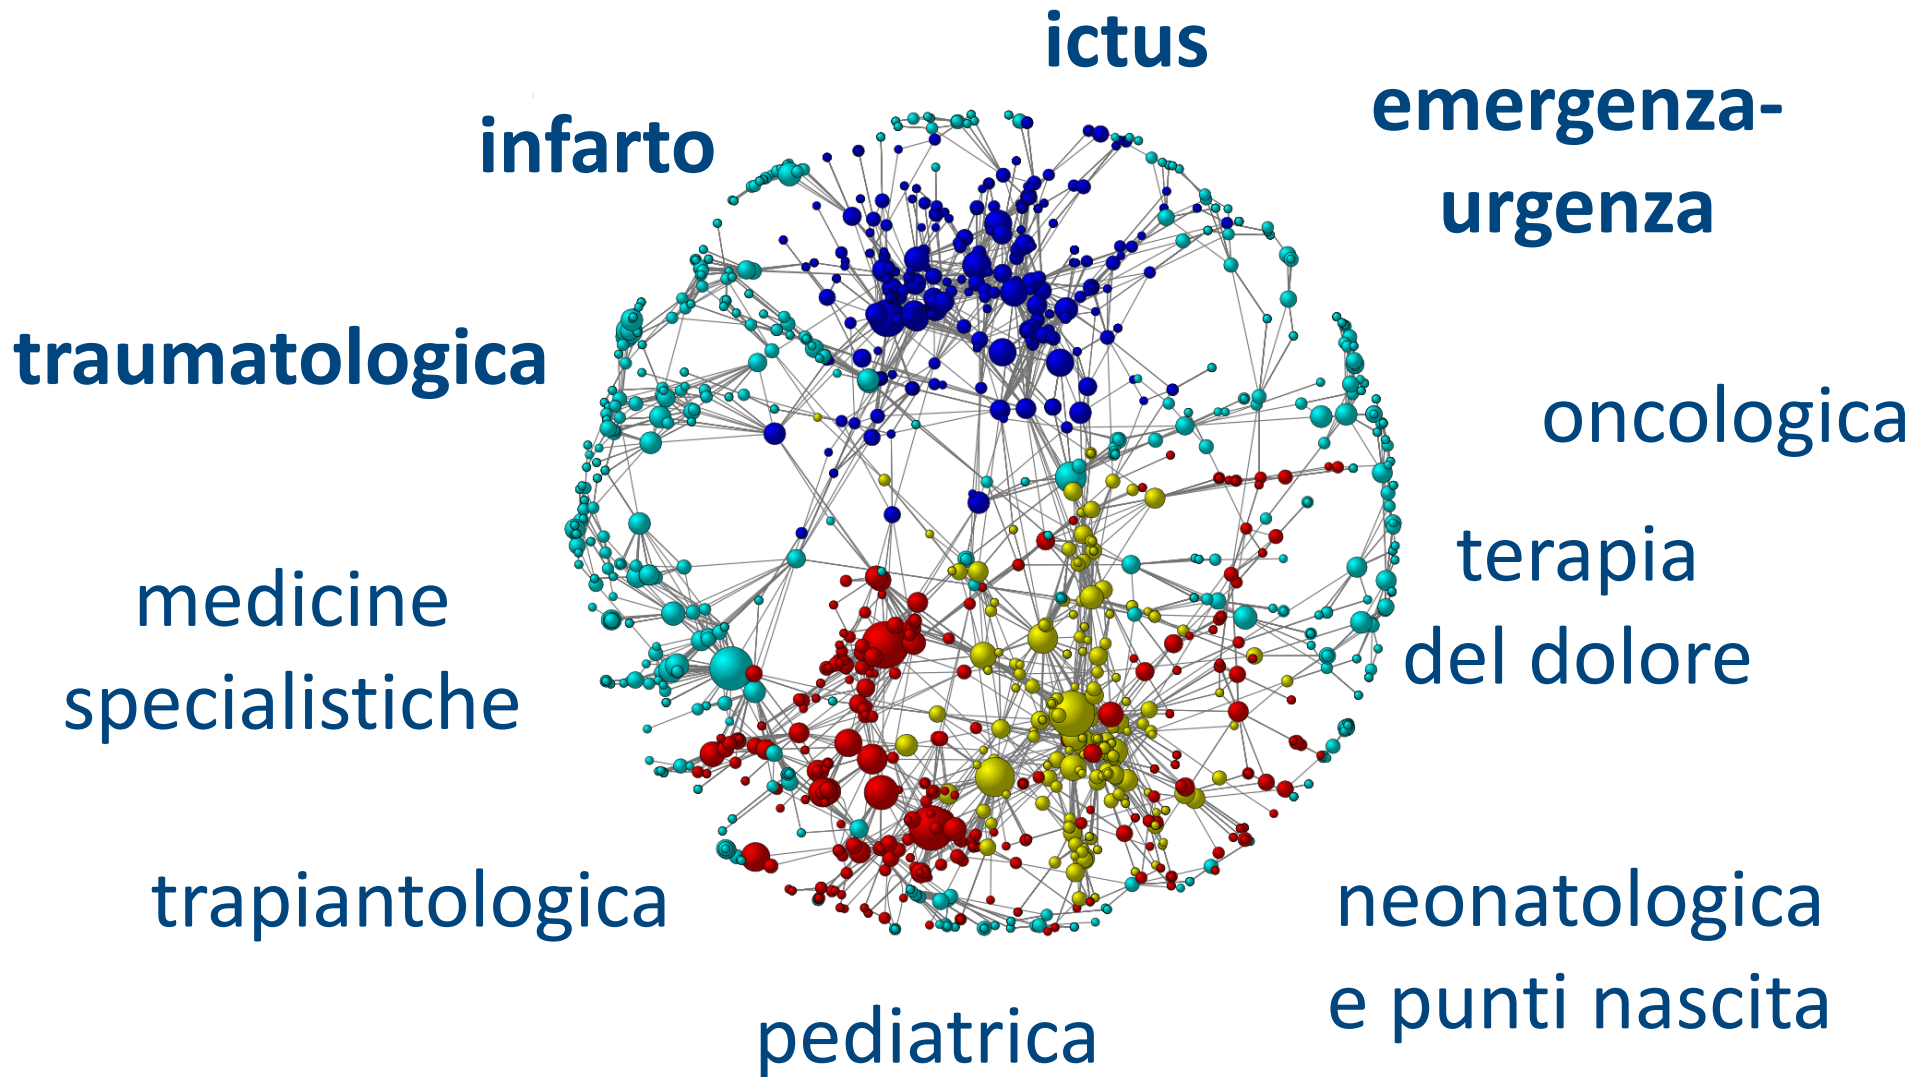 ictus
emergenza-
urgenza
infarto
traumatologica
oncologica
terapia
del dolore
medicine
specialistiche
trapiantologica
neonatologica
e punti nascita
pediatrica